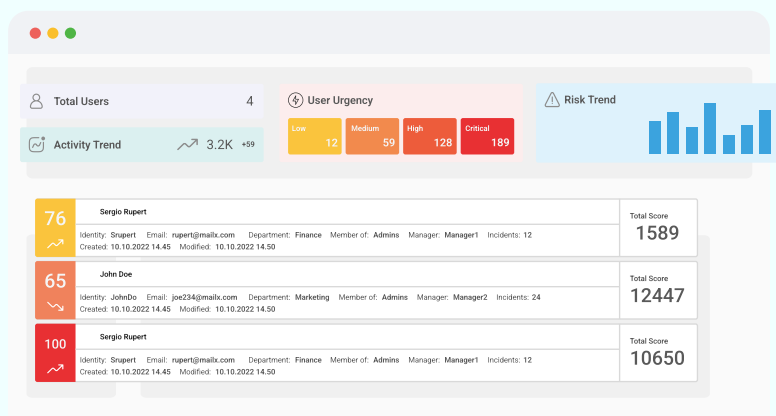 Total Users 4
Activity Trend 3.2K +59
User Urgency
Low Medium High Critical
12 59 128 189
Risk Trend
76
Sergio Rupert
Identity: Srupert Email: rupert@mailx.com Department: Finance Member of: Admins Manager: Manager1 Incidents: 12
Created: 10.10.2022 14.45 Modified: 10.10.2022 14.50
Total Score
1589
65
John Doe
Identity: JohnDo Email: joe234@mailx.com Department: Marketing Member of: Admins Manager: Manager2 Incidents: 24
Created: 10.10.2022 14.45 Modified: 10.10.2022 14.50
Total Score
12447
100
Sergio Rupert
Identity: Srupert Email: rupert@mailx.com Department: Finance Member of: Admins Manager: Manager1 Incidents: 12
Created: 10.10.2022 14.45 Modified: 10.10.2022 14.50
Total Score
10650